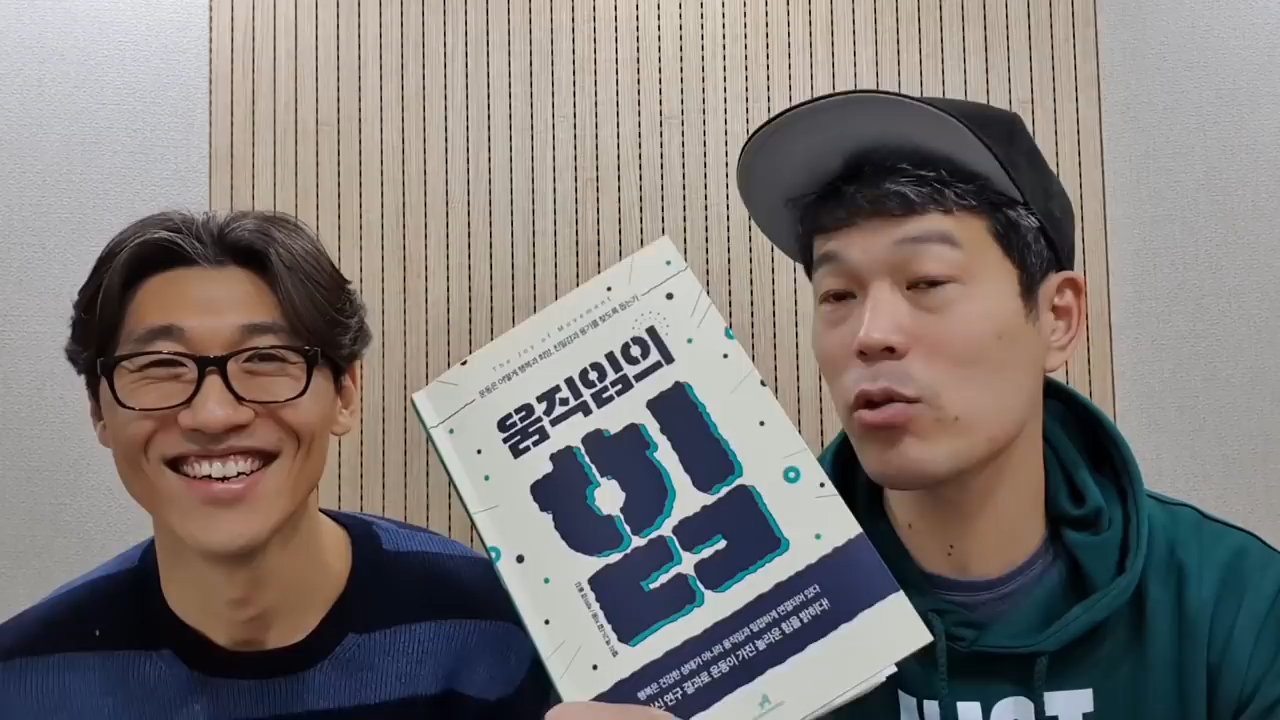 The Joy of Movement
운동은 어떻게 행복과 희망, 친밀감과 용기를 찾도록 돕는가
움직임의
힘
행복은 건강한 상태가 아니라 움직임과 밀접하게 연결되어 있다
최신 연구 결과로 운동이 가진 놀라운 힘을 밝히다!